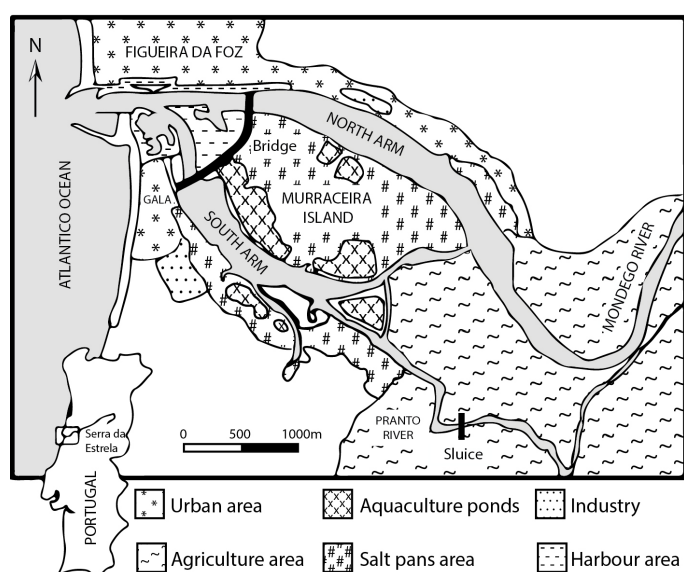 FIGUEIRA DA FOZ
N
NORTH ARM
Bridge
ATLANTICO OCEAN
GALA
MURRACEIRA
ISLAND
SOUTH ARM
MONDEGO RIVER
PRANTO
RIVER
Sluice
Serra da
Estrela
0 500 1000m
PORTUGAL
Urban area
Aquaculture ponds
Industry
Agriculture area
Salt pans area
Harbour area